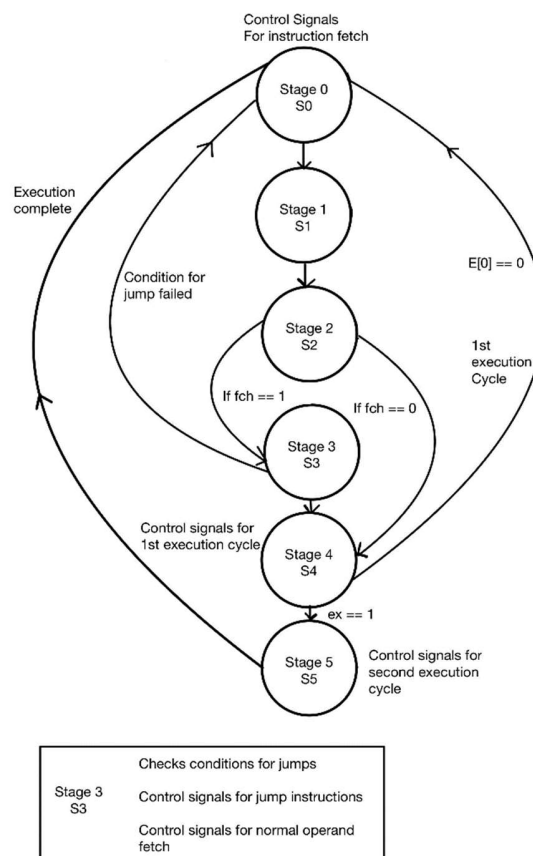 Control Signals
For instruction fetch
Stage 0
S0
Stage 1
S1
Execution
complete
E[0] == 0
Condition for
jump failed
Stage 2
S2
1st
execution
Cycle
If fch == 1
If fch == 0
Stage 3
S3
Control signals for
1st execution cycle
Stage 4
S4
ex == 1
Stage 5
S5
Control signals for
second execution
cycle
Stage 3
S3
Checks conditions for jumps
Control signals for jump instructions
Control signals for normal operand
fetch